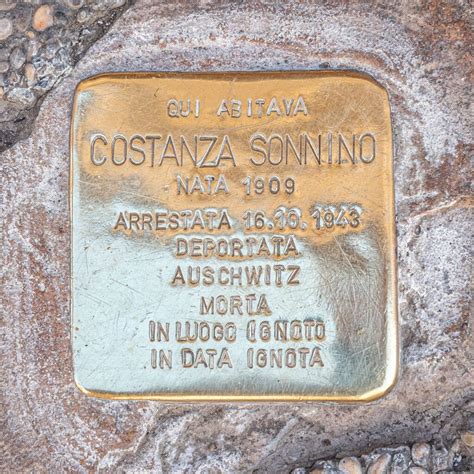 QUI ABITAVA
COSTANZA SONNINO
NATA 1909
ARRESTATA 16.10.1943
DEPORTATA
AUSCHWITZ
MORTA
IN LUOGO IGNOTO
IN DATA IGNOTA